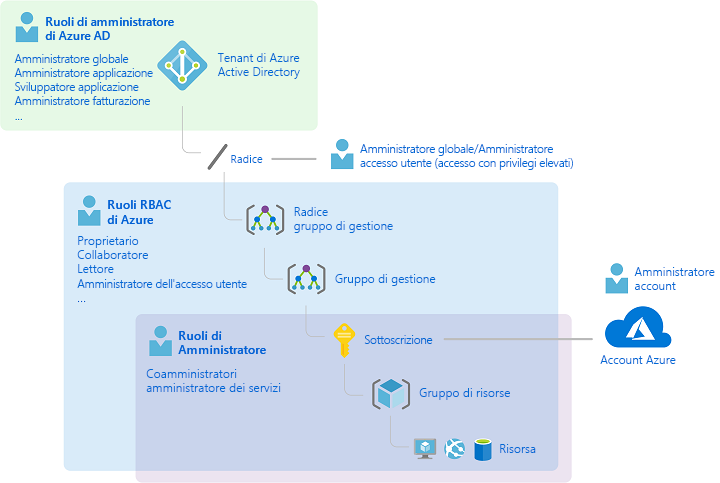 Ruoli di amministratore
di Azure AD
Amministratore globale
Amministratore applicazione
Sviluppatore applicazione
Amministratore fatturazione
...
Tenant di Azure
Active Directory
Radice
Amministratore globale/Amministratore
accesso utente (accesso con privilegi elevati)
Ruoli RBAC
di Azure
Proprietario
Collaboratore
Lettore
Amministratore dell'accesso utente
...
Radice
gruppo di gestione
Gruppo di gestione
Amministratore
account
Account Azure
Ruoli di
Amministratore
Coamministratori
amministratore dei servizi
Sottoscrizione
Gruppo di risorse
Risorsa